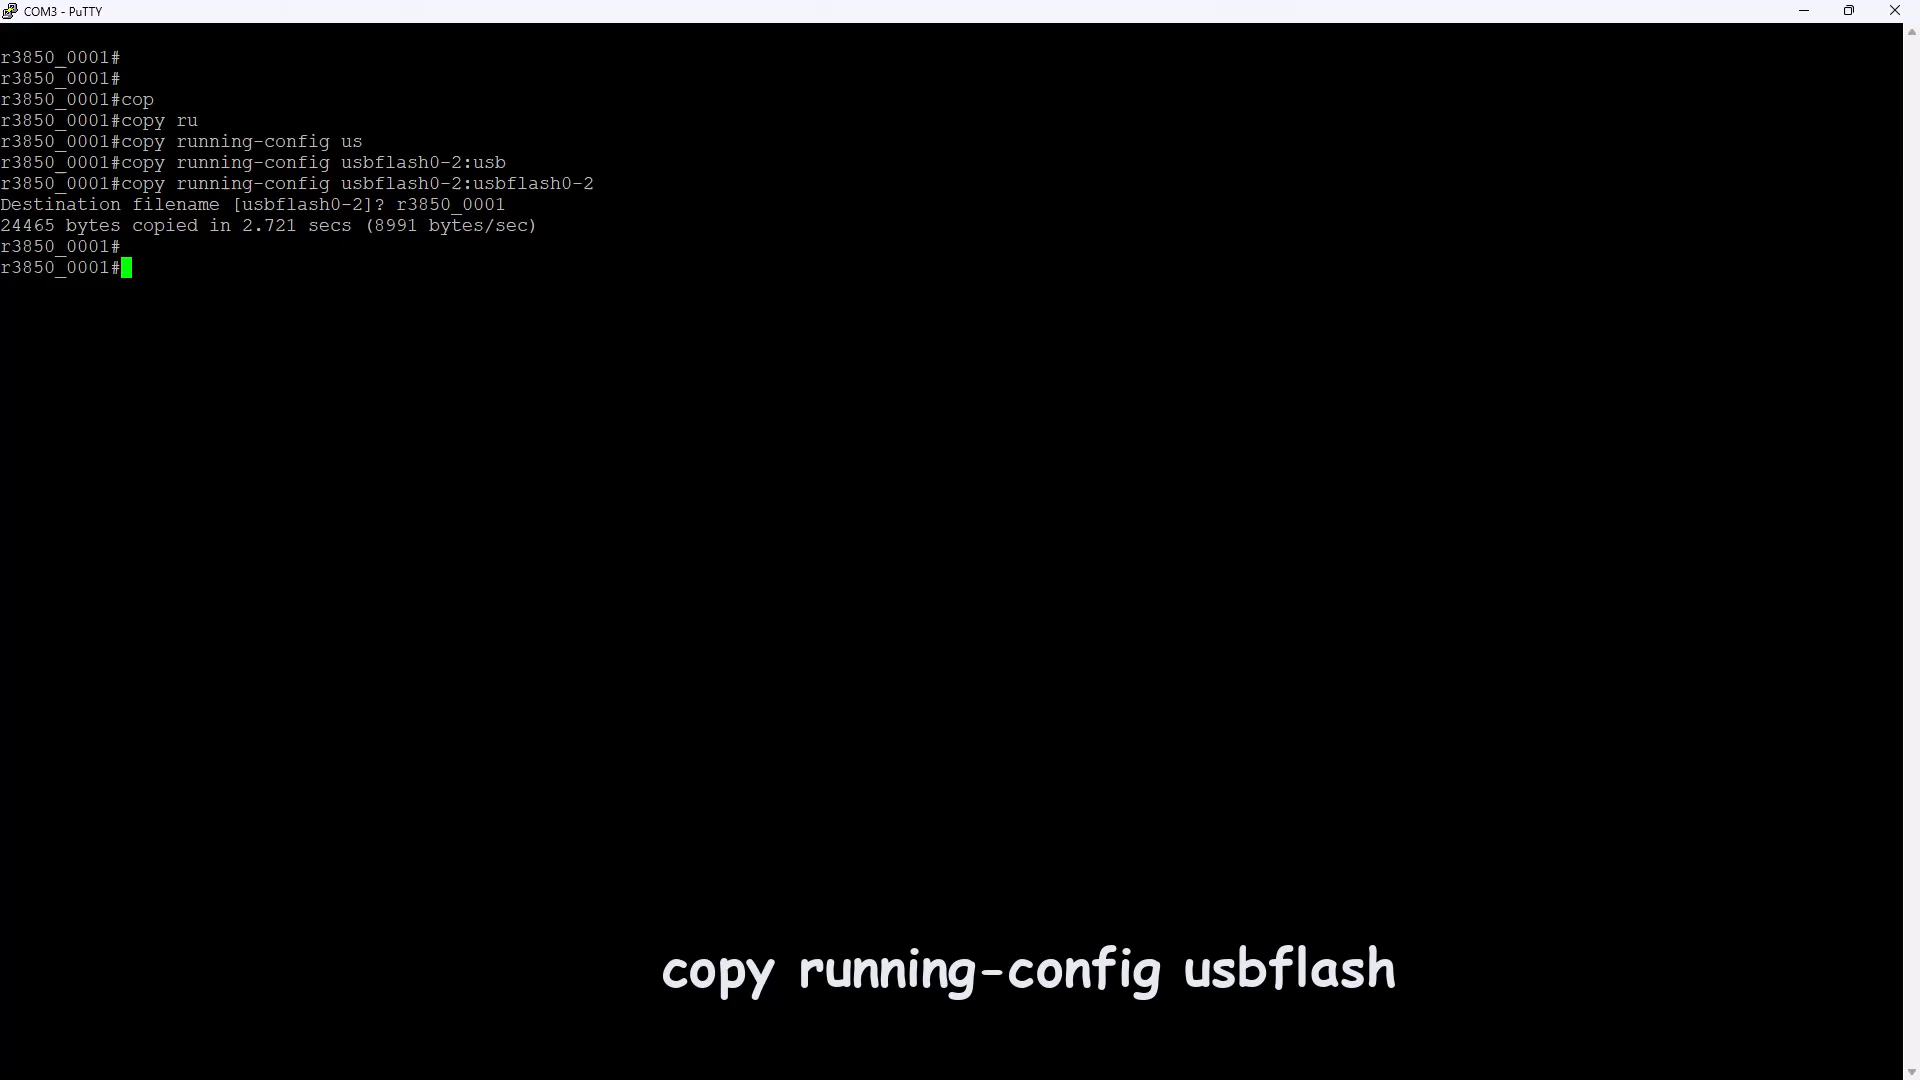 COM3 - PuTTY
r3850_0001#
r3850_0001#
r3850_0001#cop
r3850_0001#copy ru
r3850_0001#copy running-config us
r3850_0001#copy running-config usbflash0-2:usb
r3850_0001#copy running-config usbflash0-2:usbflash0-2
Destination filename [usbflash0-2]? r3850_0001
24465 bytes copied in 2.721 secs (8991 bytes/sec)
r3850_0001#
r3850_0001#
copy running-config usbflash